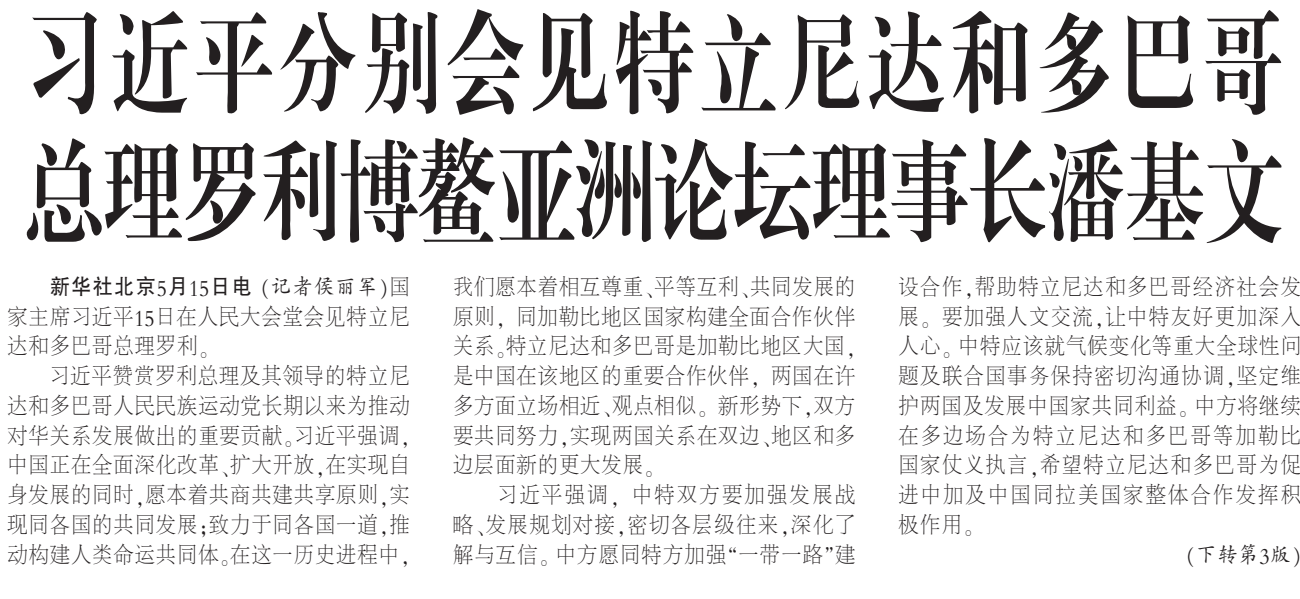 习近平分别会见特立尼达和多巴哥
总理罗利博鳌亚洲论坛理事长潘基文
新华社北京5月15日电 (记者侯丽军)国
家主席习近平15日在人民大会堂会见特立尼
达和多巴哥总理罗利。
习近平赞赏罗利总理及其领导的特立尼
达和多巴哥人民民族运动党长期以来为推动
对华关系发展做出的重要贡献。习近平强调,
中国正在全面深化改革、扩大开放,在实现自
身发展的同时,愿本着共商共建共享原则,实
现同各国的共同发展;致力于同各国一道,推
动构建人类命运共同体。在这一历史进程中,
我们愿本着相互尊重、平等互利、共同发展的
原则, 同加勒比地区国家构建全面合作伙伴
关系。特立尼达和多巴哥是加勒比地区大国,
是中国在该地区的重要合作伙伴, 两国在许
多方面立场相近、观点相似。新形势下,双方
要共同努力,实现两国关系在双边、地区和多
边层面新的更大发展。
习近平强调, 中特双方要加强发展战
略、发展规划对接,密切各层级往来,深化了
解与互信。中方愿同特方加强“一带一路”建
设合作,帮助特立尼达和多巴哥经济社会发
展。要加强人文交流,让中特友好更加深入
人心。中特应该就气候变化等重大全球性问
题及联合国事务保持密切沟通协调,坚定维
护两国及发展中国家共同利益。中方将继续
在多边场合为特立尼达和多巴哥等加勒比
国家仗义执言,希望特立尼达和多巴哥为促
进中加及中国同拉美国家整体合作发挥积
极作用。
(下转第3版)